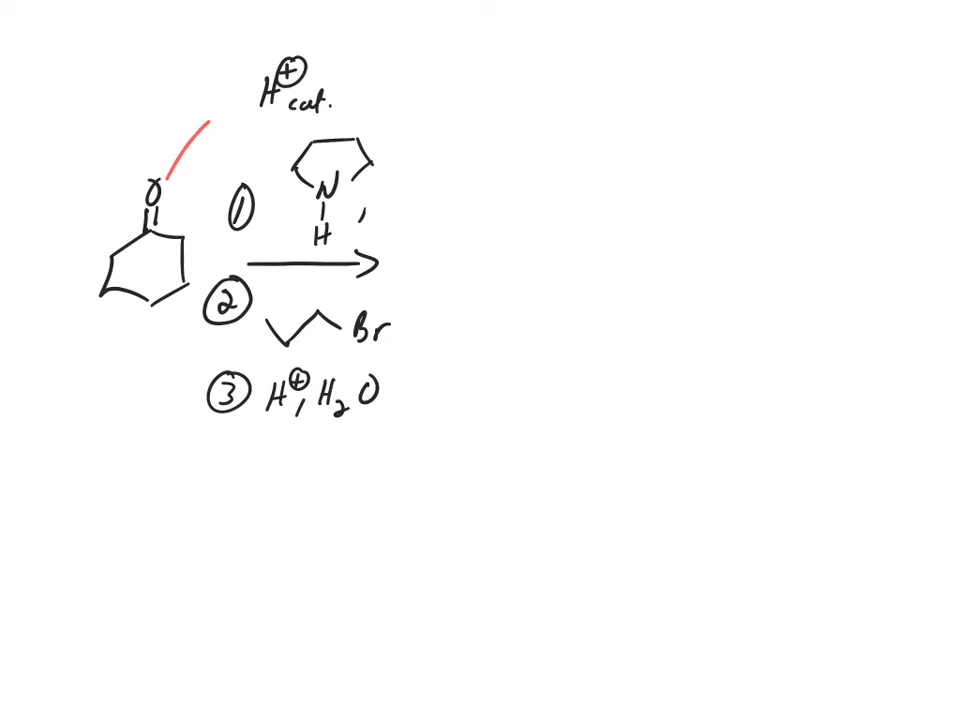 H⊕ cat.
O
① N
H ,
② Br
③ H⊕, H₂O